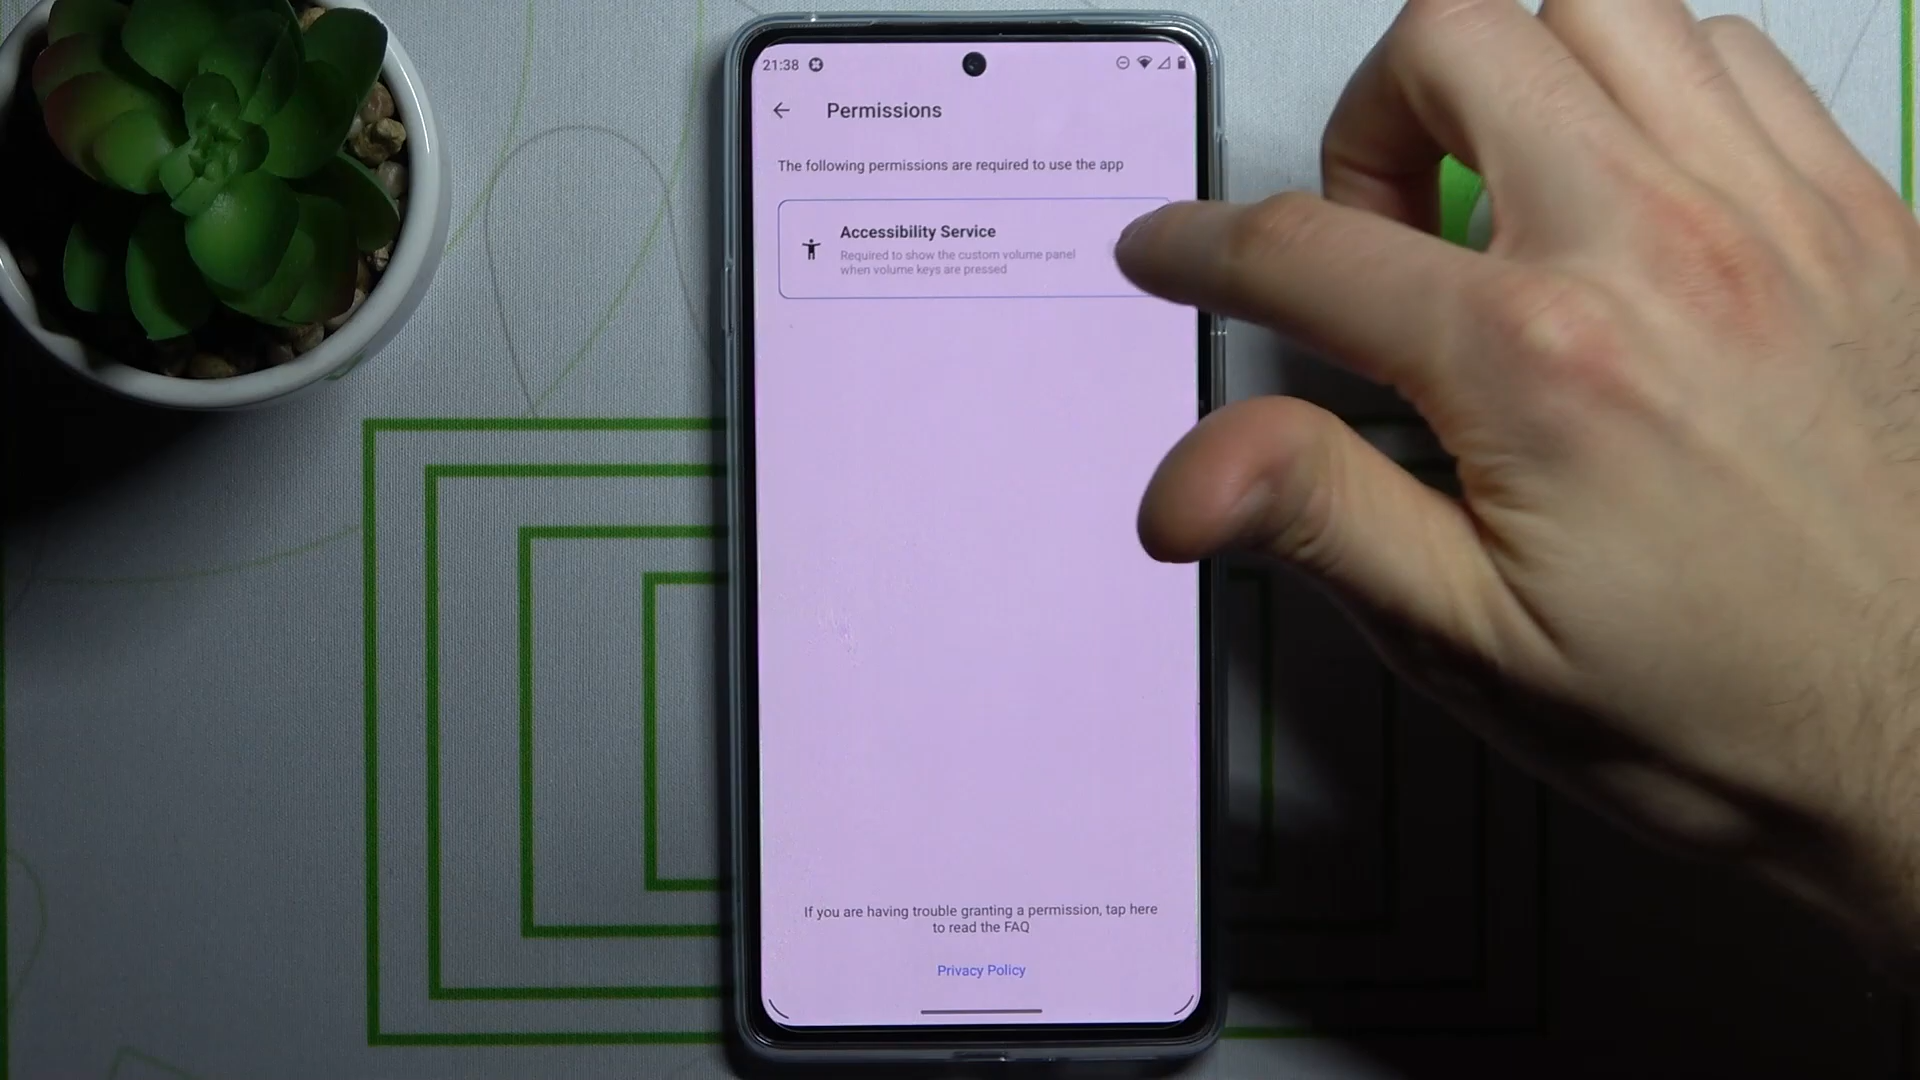 21:38
Permissions
The following permissions are required to use the app
Accessibility Service
Required to show the custom volume panel
when volume keys are pressed
If you are having trouble granting a permission, tap here
to read the FAQ
Privacy Policy